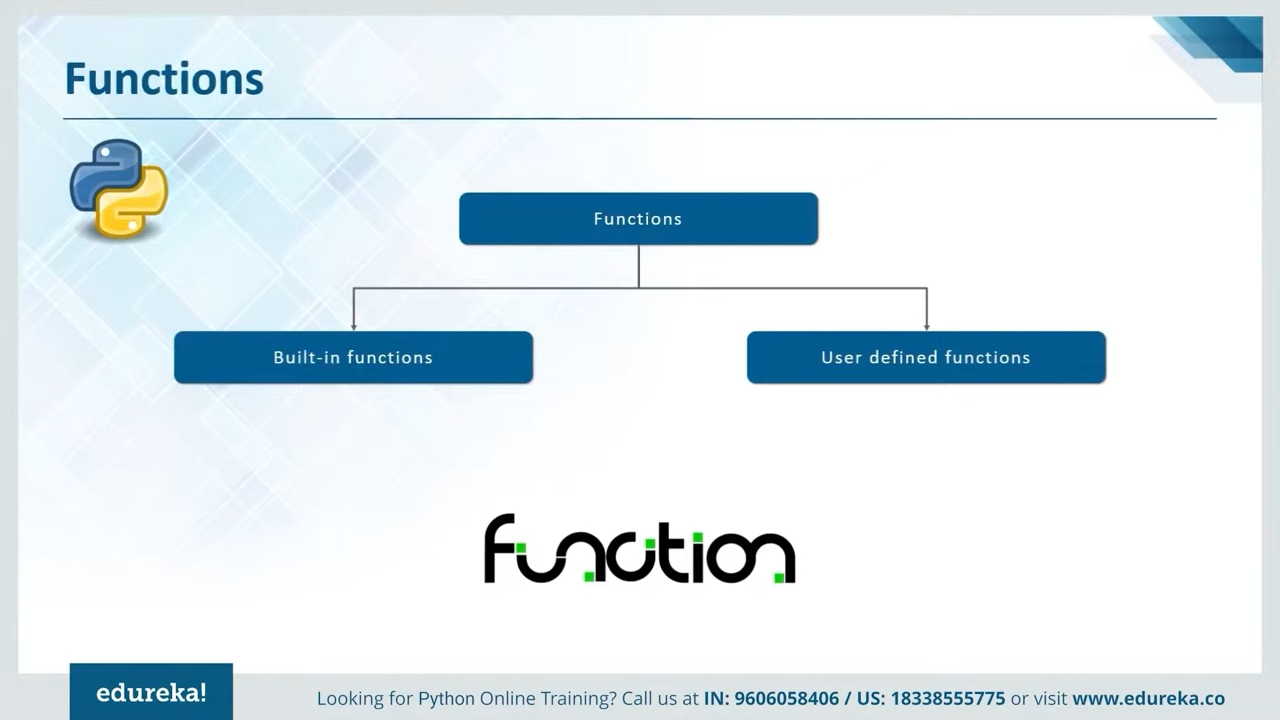 Functions
Functions
Built-in functions
User defined functions
Function
edureka!
Looking for Python Online Training? Call us at IN: 9606058406 / US: 18338555775 or visit www.edureka.co